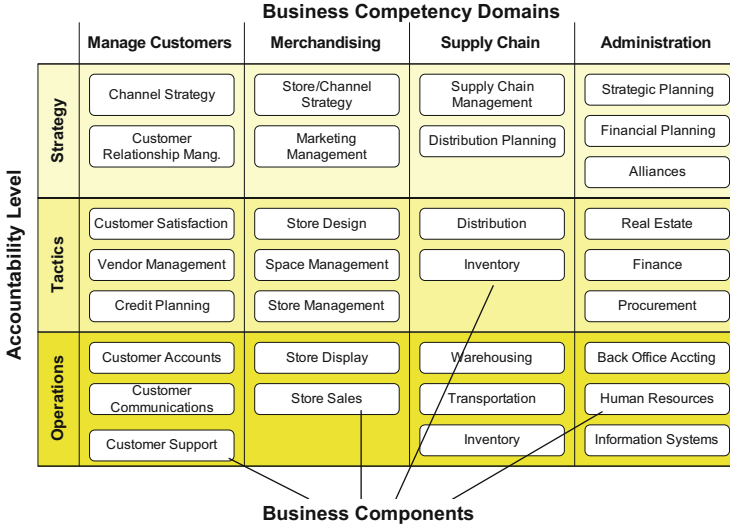 Business Competency Domains
Manage Customers
Merchandising
Supply Chain
Administration
Accountability Level
Strategy
Channel Strategy
Customer
Relationship Mang.
Store/Channel
Strategy
Marketing
Management
Supply Chain
Management
Distribution Planning
Strategic Planning
Financial Planning
Alliances
Tactics
Customer Satisfaction
Vendor Management
Credit Planning
Store Design
Space Management
Store Management
Distribution
Inventory
Real Estate
Finance
Procurement
Operations
Customer Accounts
Customer
Communications
Customer Support
Store Display
Store Sales
Warehousing
Transportation
Inventory
Back Office Accting
Human Resources
Information Systems
Business Components